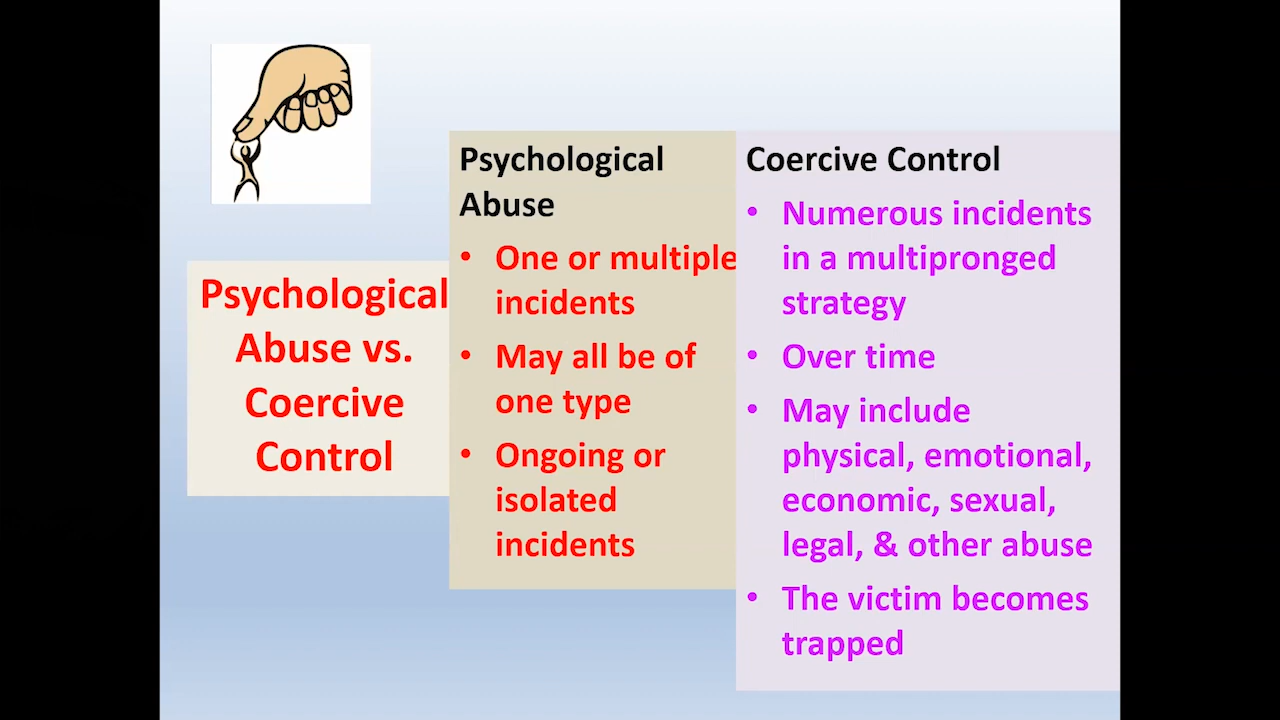 Psychological
Abuse vs.
Coercive
Control
Psychological
Abuse
• One or multiple
incidents
• May all be of
one type
• Ongoing or
isolated
incidents
Coercive Control
• Numerous incidents
in a multipronged
strategy
• Over time
• May include
physical, emotional,
economic, sexual,
legal, & other abuse
• The victim becomes
trapped